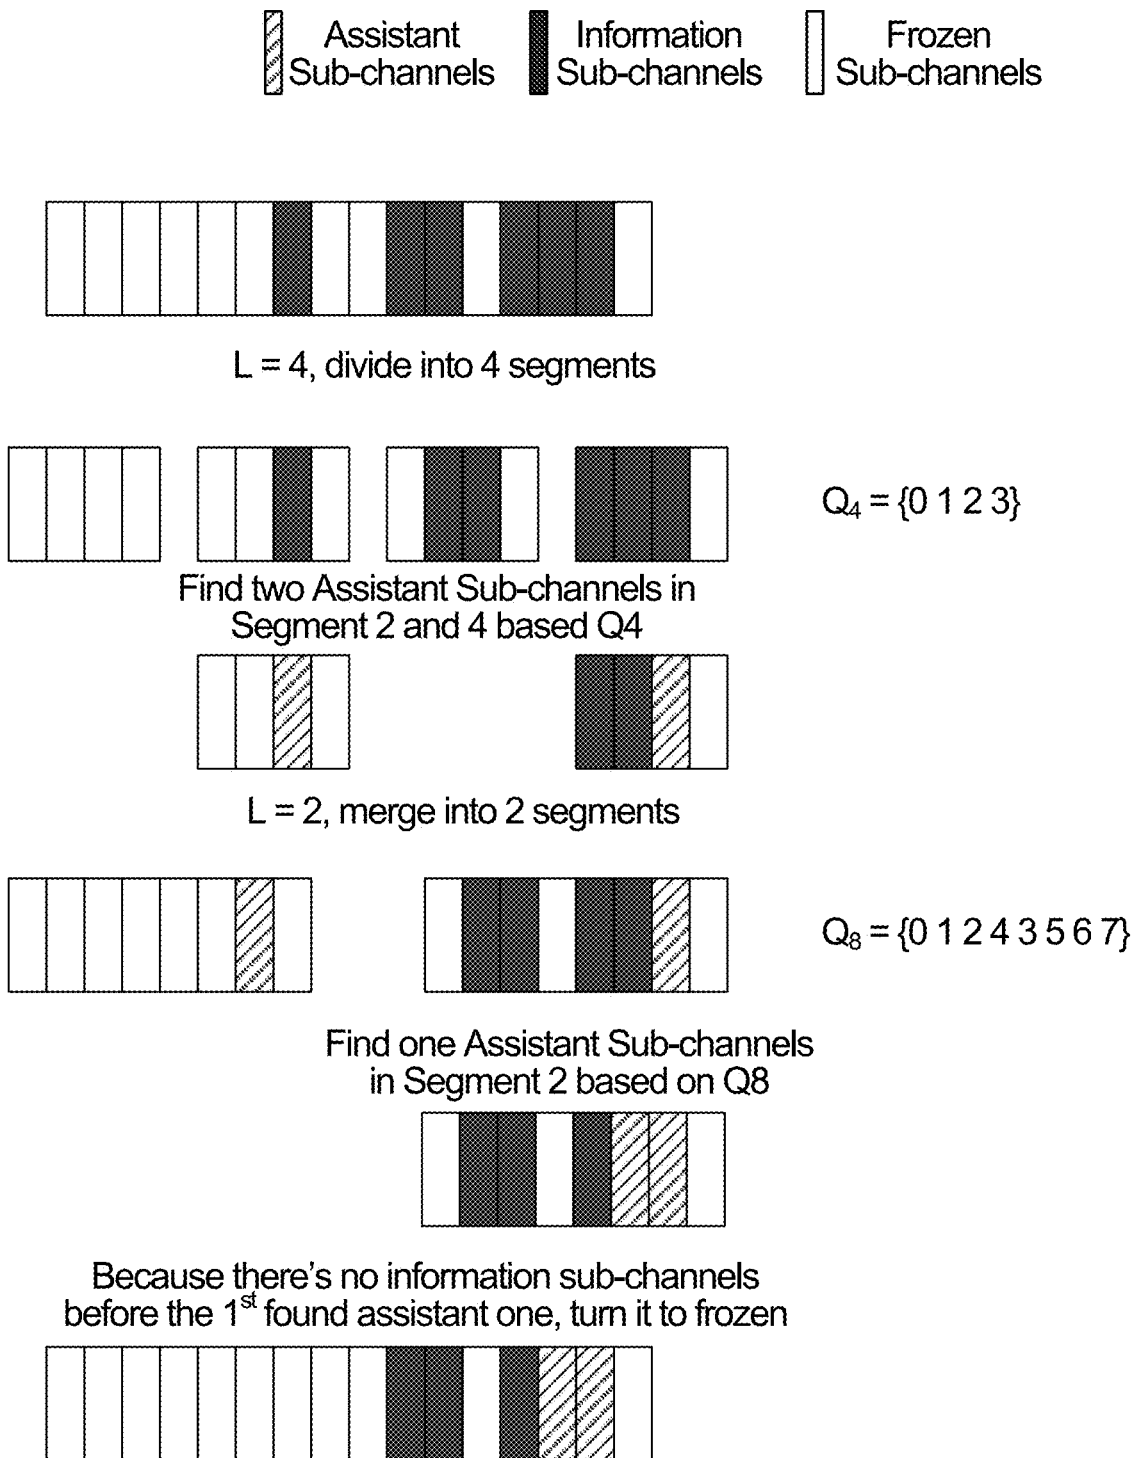 Assistant
Sub-channels
Information
Sub-channels
Frozen
Sub-channels
L = 4, divide into 4 segments
Q4 = {0 1 2 3}
Find two Assistant Sub-channels in
Segment 2 and 4 based Q4
L = 2, merge into 2 segments
Q8 = {0 1 2 4 3 5 6 7}
Find one Assistant Sub-channels
in Segment 2 based on Q8
Because there's no information sub-channels
before the 1st found assistant one, turn it to frozen